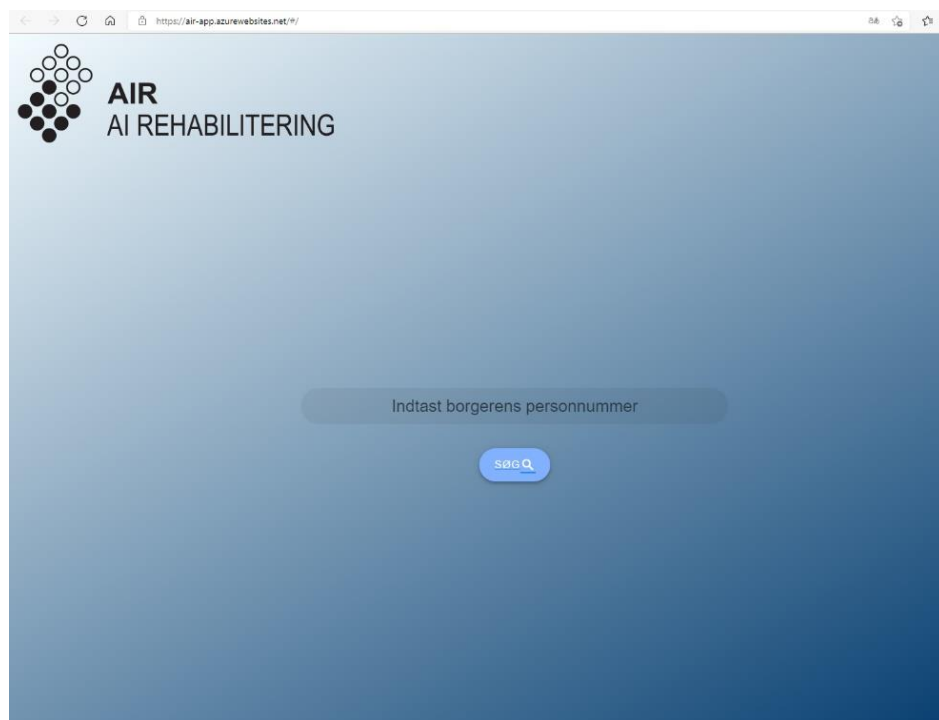 https://air-app.azurewebsites.net/#/
AIR
AI REHABILITERING
Indtast borgerens personnummer
SØG